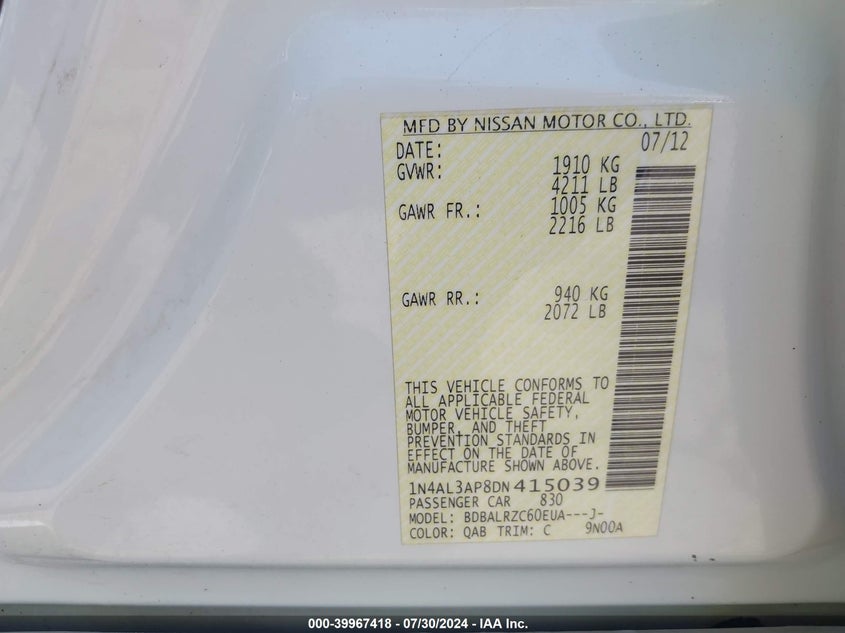 MFD BY NISSAN MOTOR CO., LTD.
DATE: 07/12
GVWR: 1910 KG
4211 LB
GAWR FR.: 1005 KG
2216 LB
GAWR RR.: 940 KG
2072 LB
THIS VEHICLE CONFORMS TO
ALL APPLICABLE FEDERAL
MOTOR VEHICLE SAFETY,
BUMPER, AND THEFT
PREVENTION STANDARDS IN
EFFECT ON THE DATE OF
MANUFACTURE SHOWN ABOVE.
1N4AL3AP8DN415039
PASSENGER CAR 830
MODEL: BDBALRZC60EUA---J-
COLOR: QAB TRIM: C 9N00A
000-39967418 - 07/30/2024 - IAA Inc.